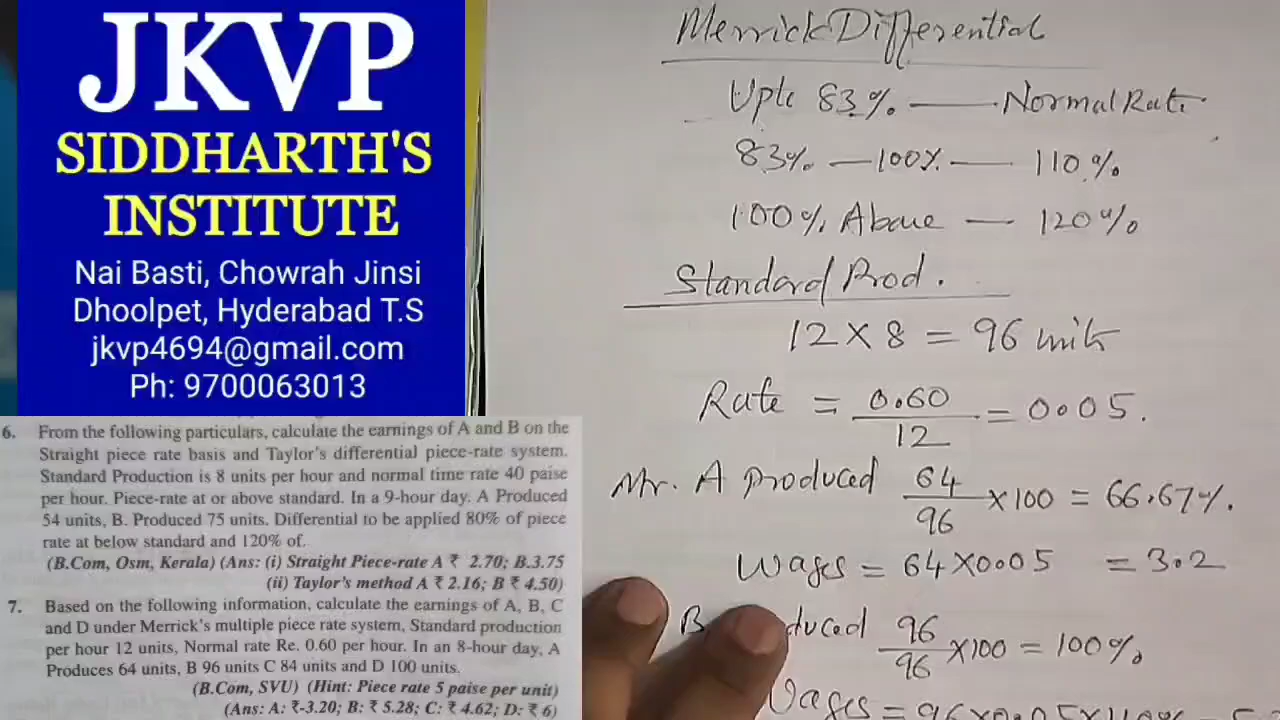 JKVP
SIDDHARTH'S
INSTITUTE
Nai Basti, Chowrah Jinsi
Dhoolpet, Hyderabad T.S
jkvp4694@gmail.com
Ph: 9700063013
6. From the following particulars, calculate the earnings of A and B on the
Straight piece rate basis and Taylor's differential piece-rate system.
Standard Production is 8 units per hour and normal time rate 40 paise
per hour. Piece-rate at or above standard. In a 9-hour day. A Produced
54 units, B. Produced 75 units. Differential to be applied 80% of piece
rate at below standard and 120% of.
(B.Com, Osm, Kerala) (Ans: (i) Straight Piece-rate A ₹ 2.70; B.3.75
(ii) Taylor's method A ₹ 2.16; B ₹ 4.50)
7. Based on the following information, calculate the earnings of A, B, C
and D under Merrick's multiple piece rate system, Standard production
per hour 12 units, Normal rate Re. 0.60 per hour. In an 8-hour day, A
Produces 64 units, B 96 units C 84 units and D 100 units.
(B.Com, SVU) (Hint: Piece rate 5 paise per unit)
(Ans: A: ₹-3.20; B: ₹ 5.28; C: ₹ 4.62; D: ₹ 6)
Merrick Differential
Upto 83% — Normal Rate
83% — 100% — 110%
100% Above — 120%
Standard Prod.
12 × 8 = 96 units
Rate = 0.60 / 12 = 0.05.
Mr. A produced 64 / 96 × 100 = 66.67%.
Wages = 64 × 0.05 = 3.2
B duced 96 / 96 × 100 = 100%
Wages = 96 × 0.05 × 110%